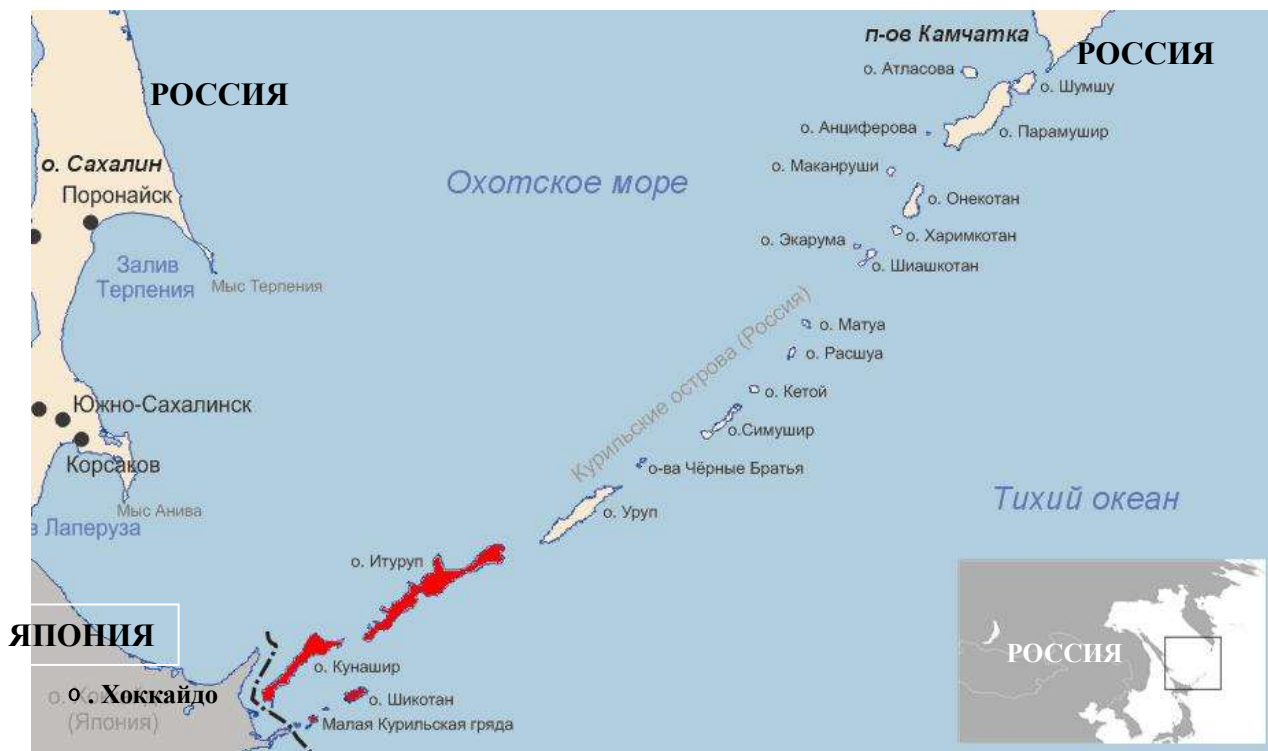 п-ов Камчатка
РОССИЯ
о. Атласова
о. Шумшу
РОССИЯ
о. Анциферова
о. Парамушир
о. Сахалин
Поронайск
Охотское море
о. Маканруши
о. Онекотан
о. Харимкотан
о. Экарума
о. Шиашкотан
Залив
Терпения
Мыс Терпения
Курильские острова (Россия)
о. Матуа
о. Расшуа
о. Кетой
Южно-Сахалинск
о.Симушир
Корсаков
о-ва Чёрные Братья
Мыс Анива
о. Уруп
Тихий океан
в Лаперуза
о. Итуруп
ЯПОНИЯ
о. Кунашир
РОССИЯ
о. Хоккайдо
о. Шикотан
(Япония)
Малая Курильская гряда